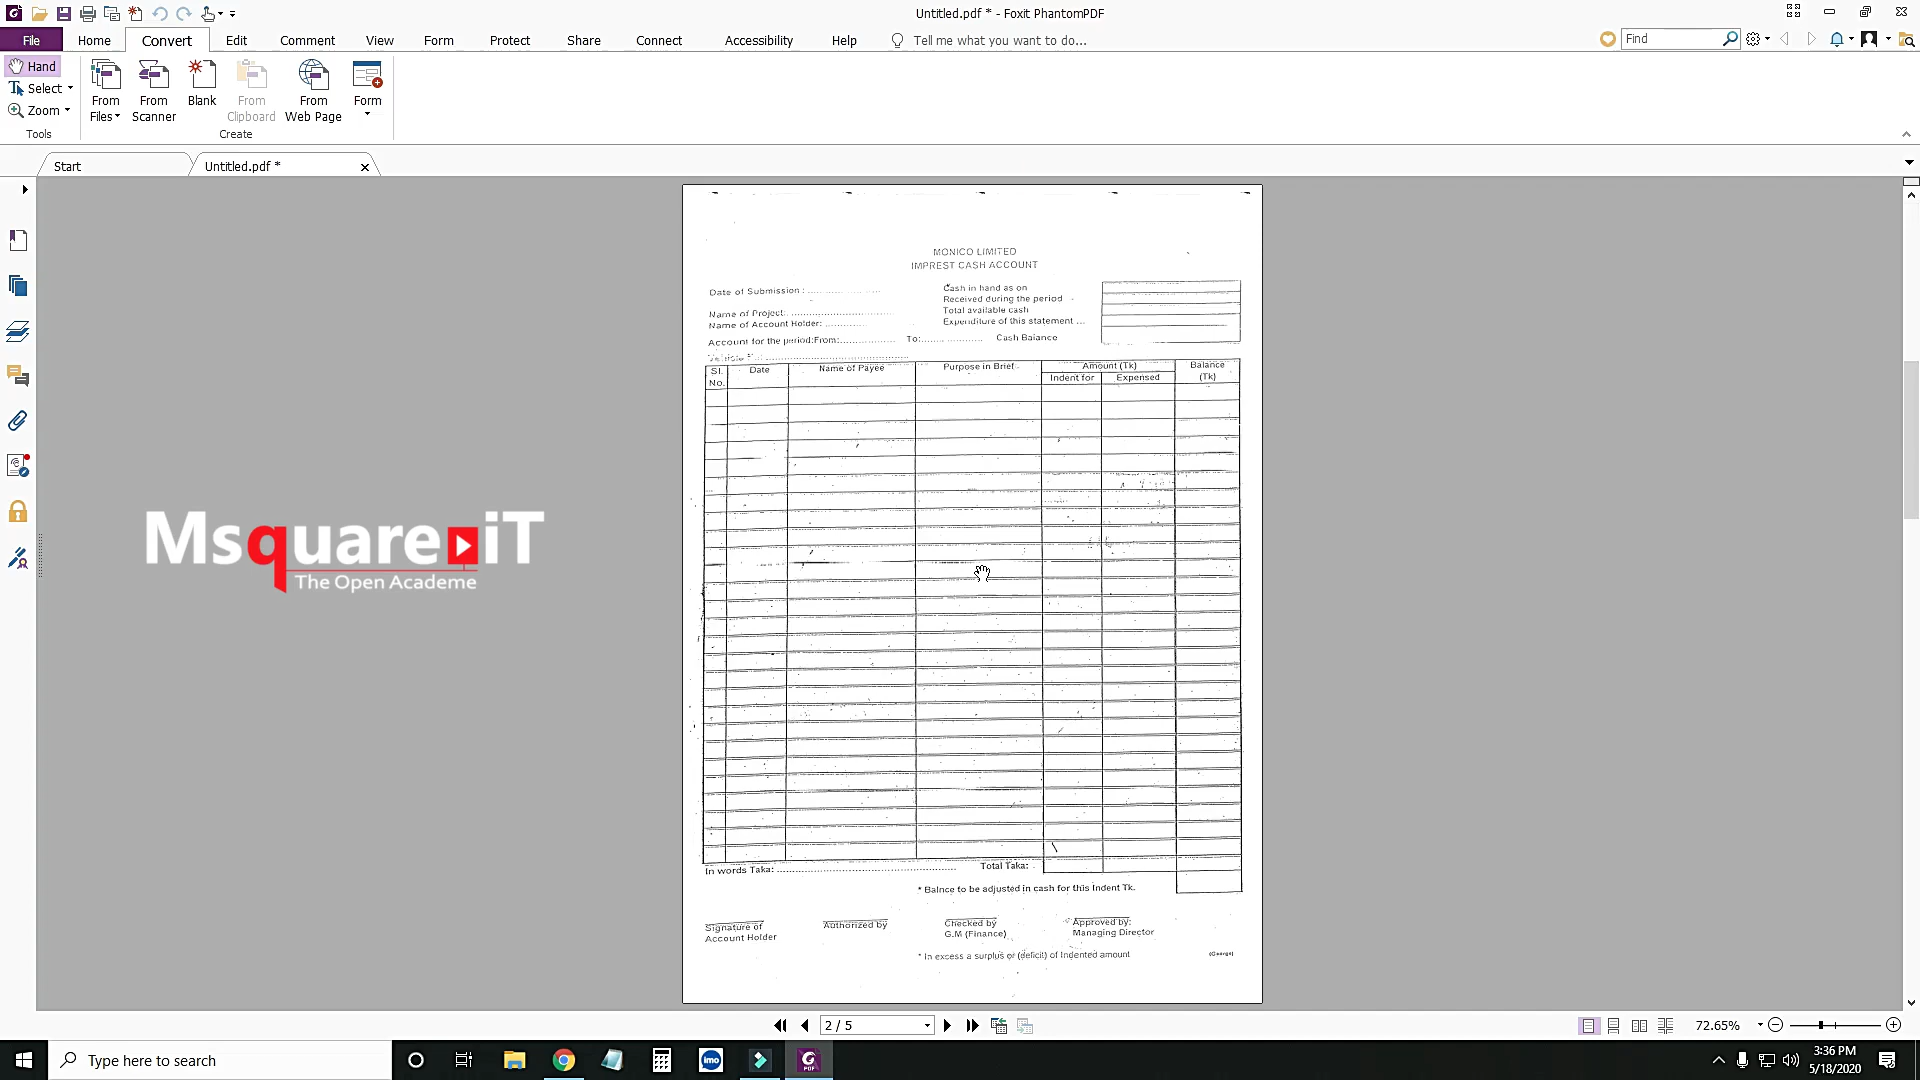 Untitled.pdf * - Foxit PhantomPDF
File Home Convert Edit Comment View Form Protect Share Connect Accessibility Help Tell me what you want to do... Find
Hand
Select
Zoom
Tools
From Files
From Scanner
Blank
From Clipboard
From Web Page
Form
Create
Start
Untitled.pdf *
MONICO LIMITED
IMPREST CASH ACCOUNT
Date of Submission :
Name of Project:
Name of Account Holder:
Account for the period:From: To:
Cash in hand as on
Received during the period
Total available cash
Expenditure of this statement ...
Cash Balance
Sl. No. Date Name of Payee Purpose in Brief Amount (Tk) Balance (Tk)
Indent for Expensed
In words Taka: Total Taka:
* Balnce to be adjusted in cash for this Indent Tk.
Signature of Account Holder
Authorized by
Checked by G.M (Finance)
Approved by: Managing Director
* In excess a surplus or (deficit) of Indented amount
Msquare iT
The Open Academe
2 / 5
72.65%
Type here to search
imo
PDF
3:36 PM
5/18/2020